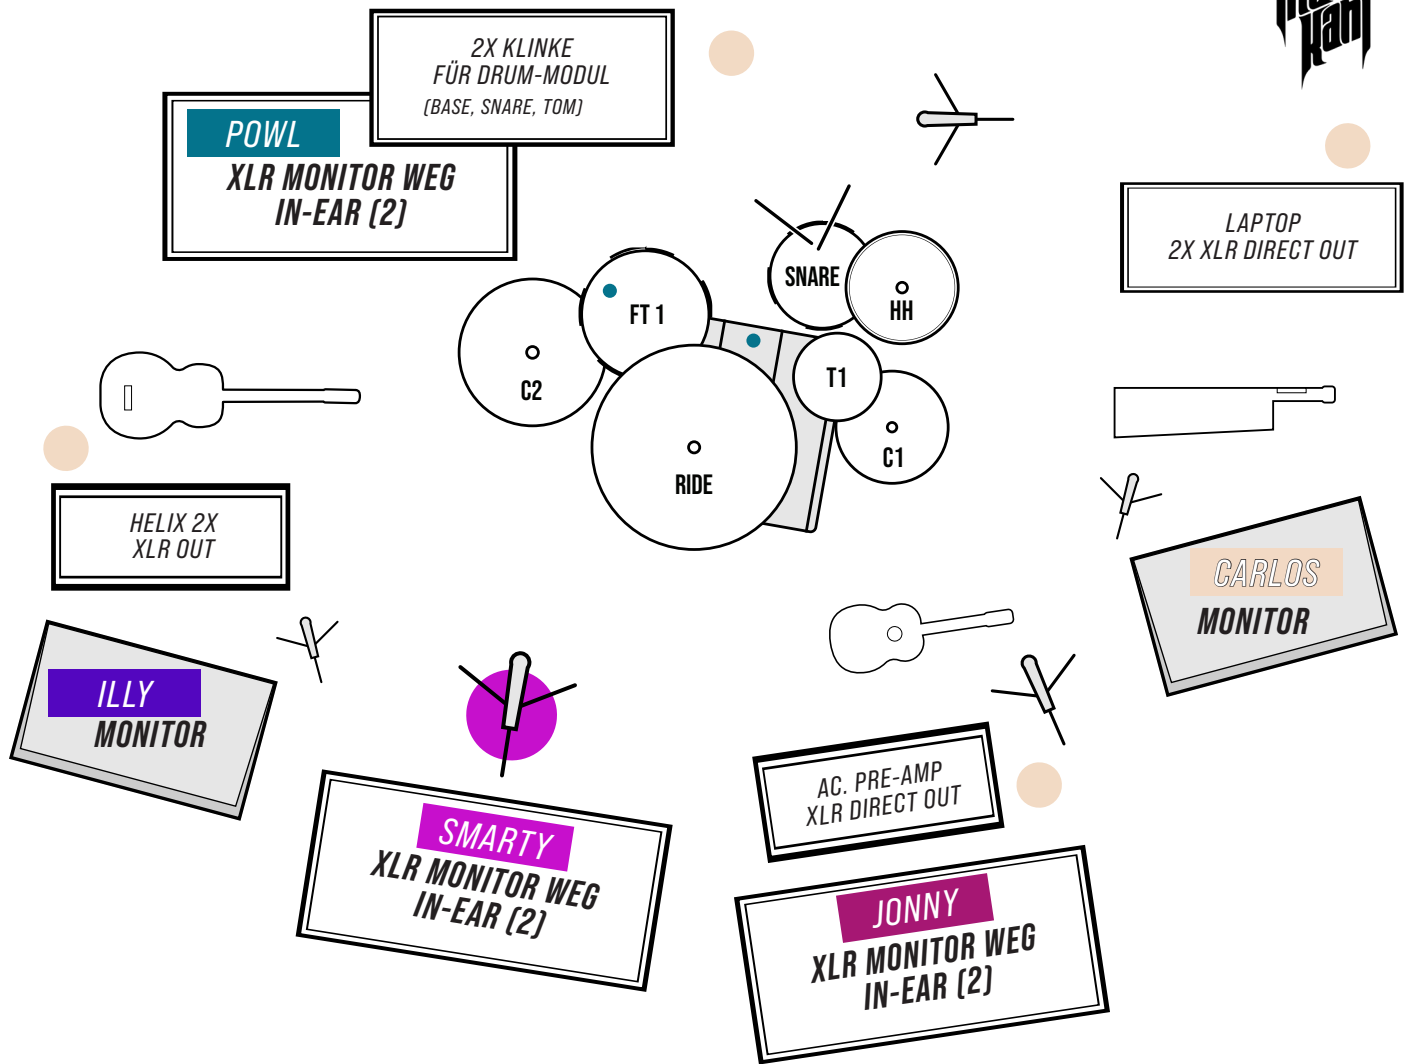 2X KLINKE
FÜR DRUM-MODUL
(BASE, SNARE, TOM)
POWL
XLR MONITOR WEG
IN-EAR (2)
LAPTOP
2X XLR DIRECT OUT
SNARE
HH
FT 1
C2
T1
C1
RIDE
HELIX 2X
XLR OUT
CARLOS
MONITOR
ILLY
MONITOR
AC. PRE-AMP
XLR DIRECT OUT
SMARTY
XLR MONITOR WEG
IN-EAR (2)
JONNY
XLR MONITOR WEG
IN-EAR (2)